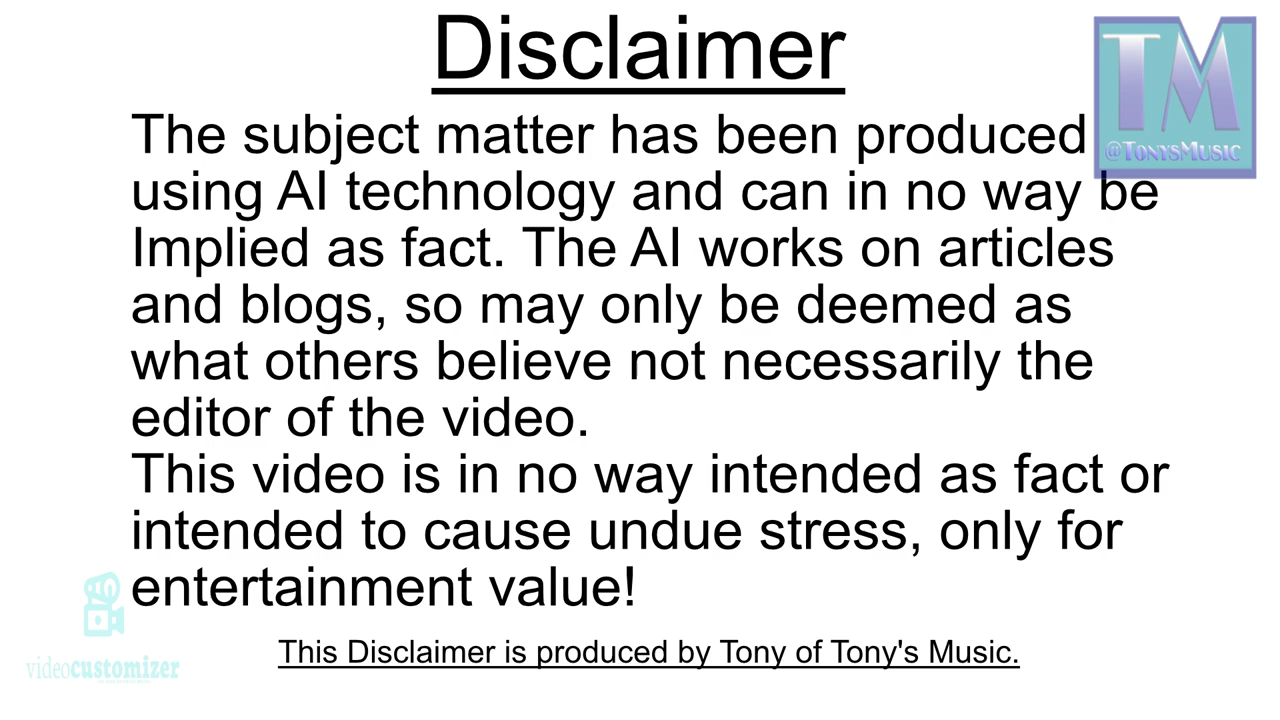 Disclaimer
TM
@TonysMusic
The subject matter has been produced
using AI technology and can in no way be
Implied as fact. The AI works on articles
and blogs, so may only be deemed as
what others believe not necessarily the
editor of the video.
This video is in no way intended as fact or
intended to cause undue stress, only for
entertainment value!
videocustomizer
This Disclaimer is produced by Tony of Tony's Music.